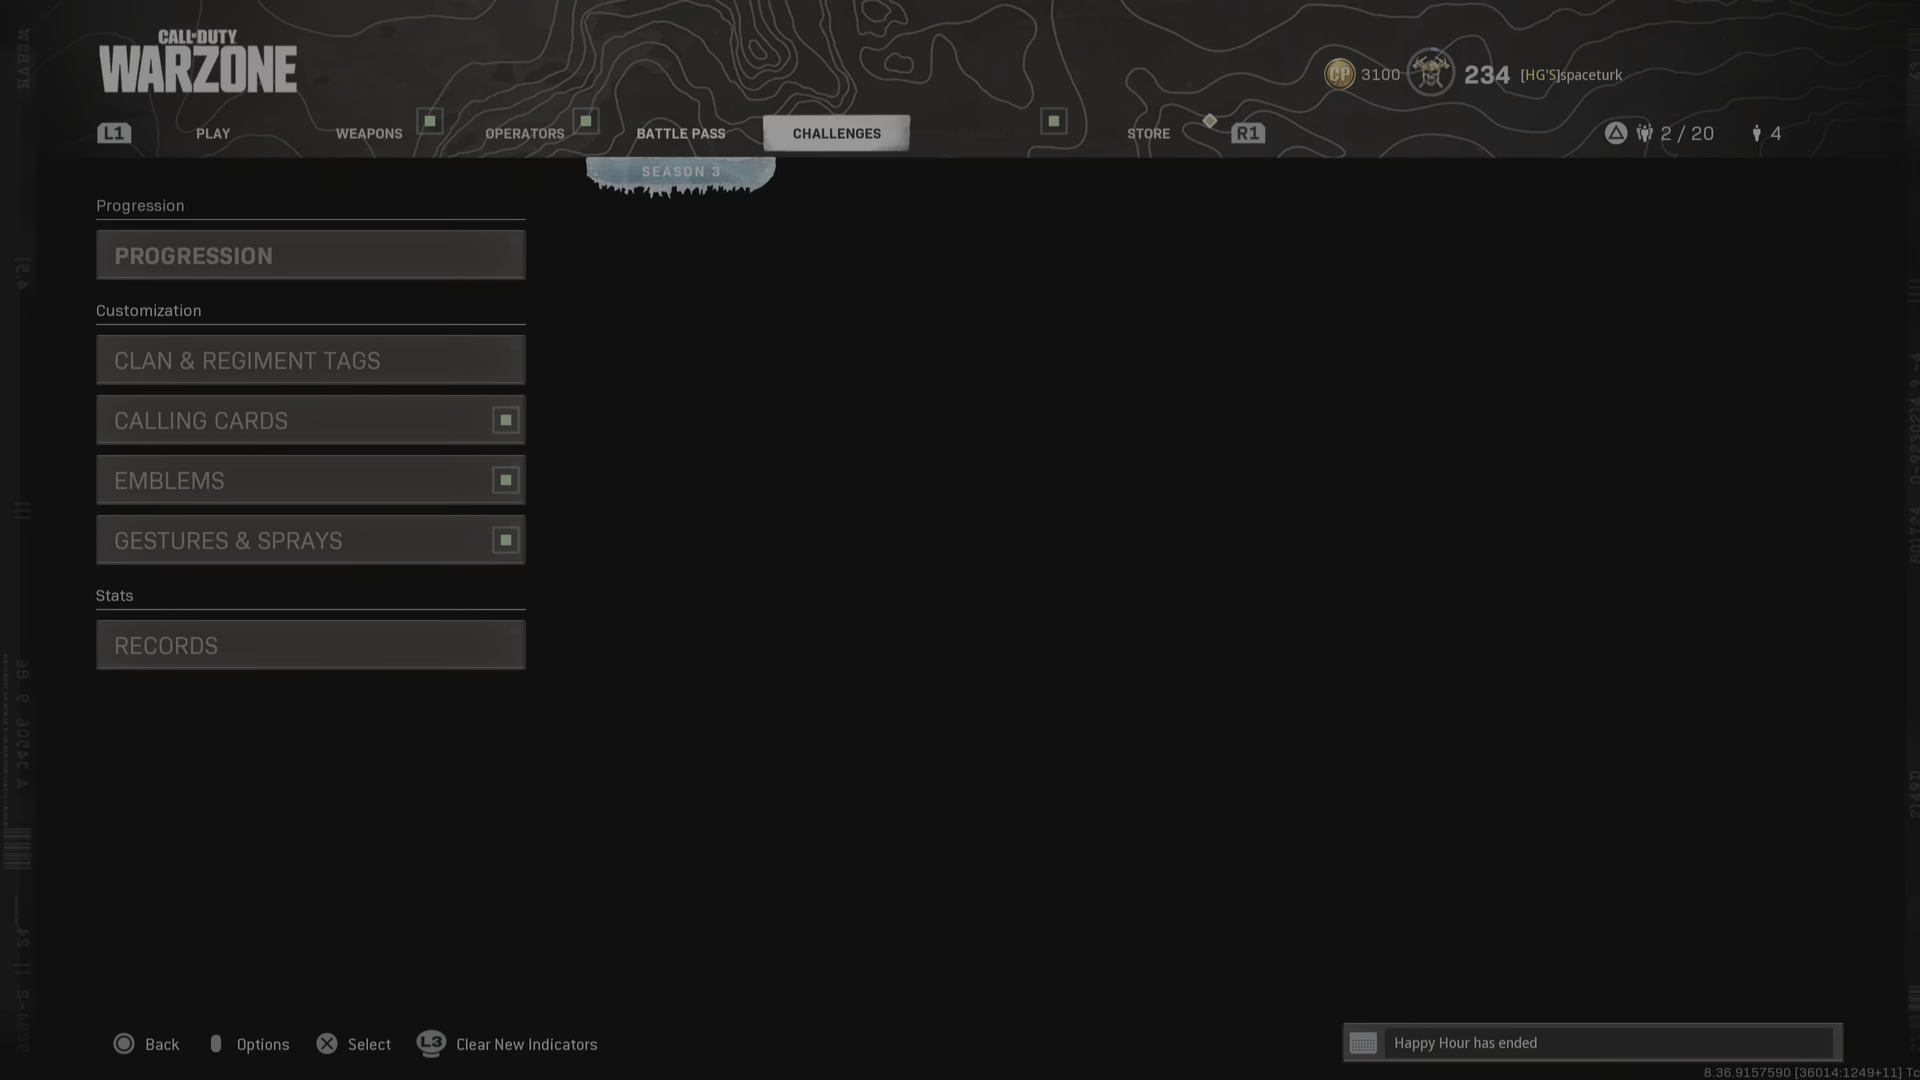 CALL OF DUTY
WARZONE
CP 3100 234 [HG'S]spaceturk
L1 PLAY WEAPONS OPERATORS BATTLE PASS CHALLENGES STORE R1 2 / 20 4
SEASON 3
Progression
PROGRESSION
Customization
CLAN & REGIMENT TAGS
CALLING CARDS
EMBLEMS
GESTURES & SPRAYS
Stats
RECORDS
Back Options Select L3 Clear New Indicators
Happy Hour has ended
8.36.9157590 [36014:1249+11] Tc